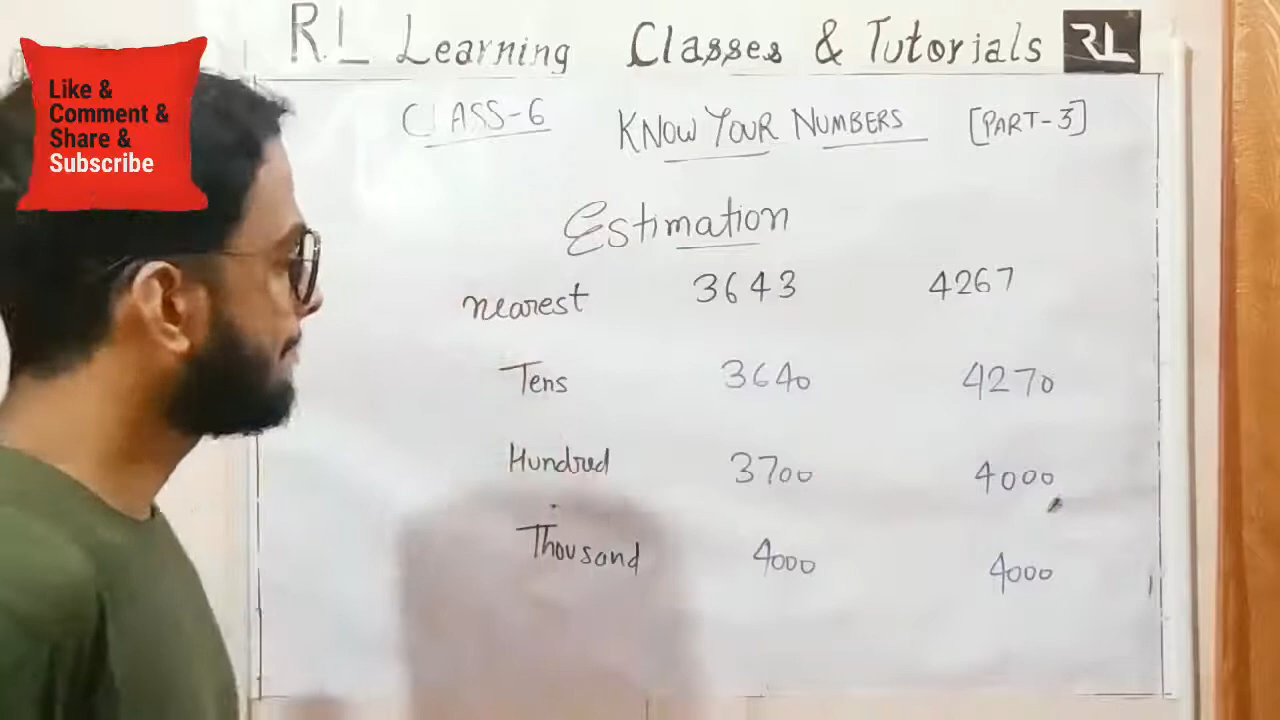 R.L Learning Classes & Tutorials RL
Like &
Comment &
Share &
Subscribe
CLASS-6 KNOW YOUR NUMBERS [PART-3]
Estimation
nearest 3643 4267
Tens 3640 4270
Hundred 3700 4000
Thousand 4000 4000